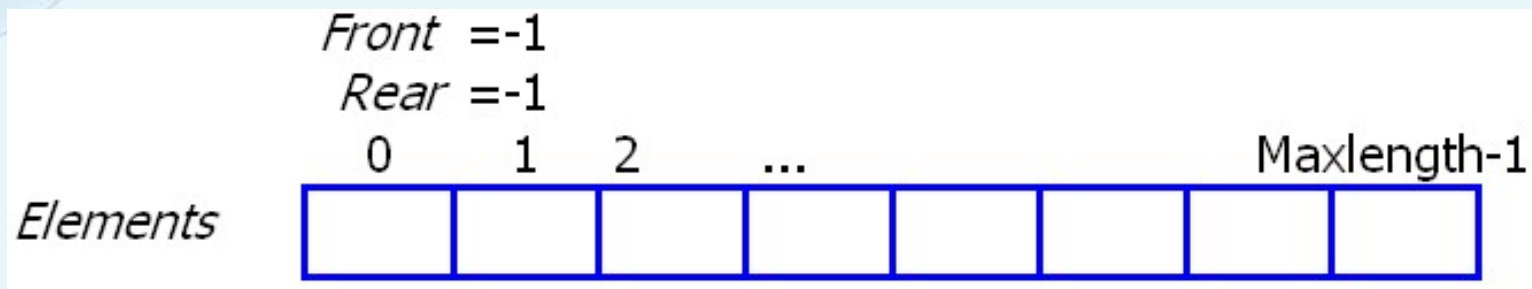 Front =-1
Rear =-1
0 1 2 ... Maxlength-1
Elements